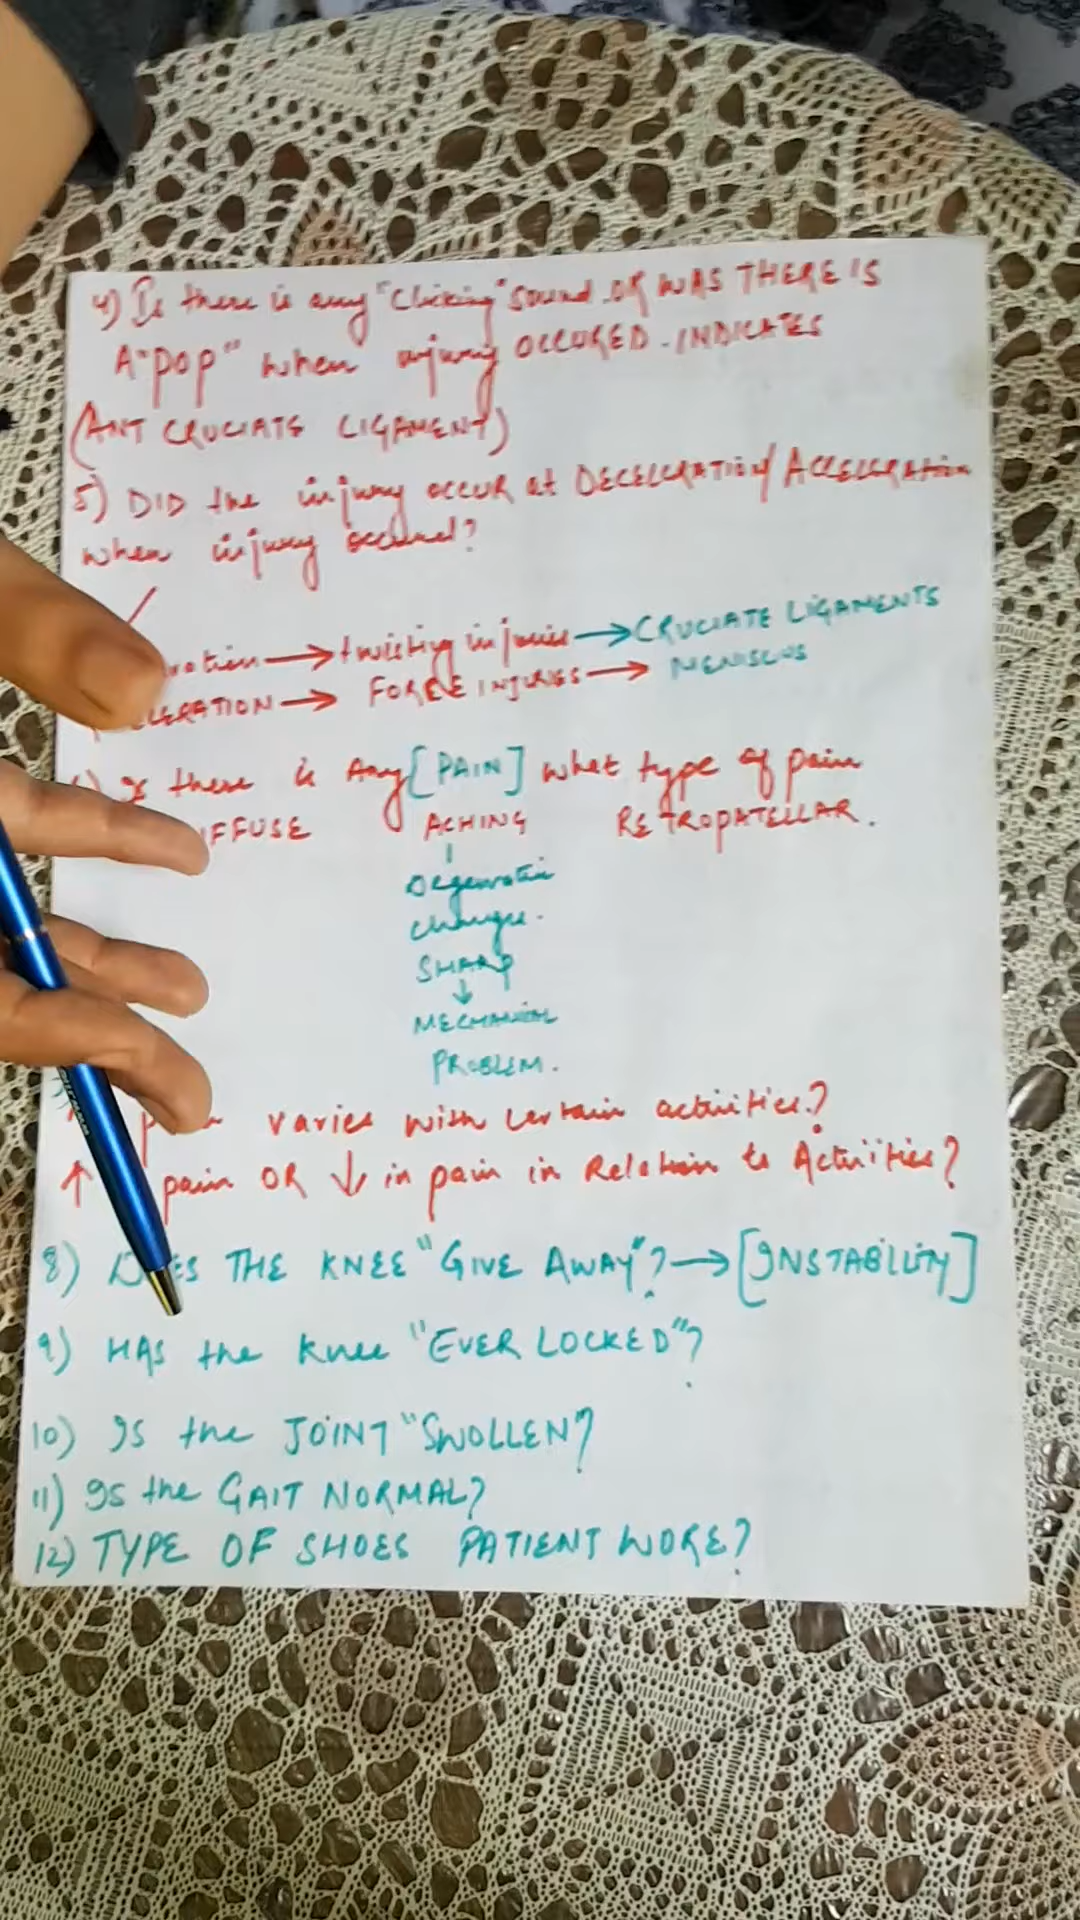 4) Is there is any "Clicking" sound. OR WAS THERE IS
A "POP" when injury OCCURED. INDICATES
(ANT CRUCIATE LIGAMENT)
5) DID the injury OCCUR at DECELERATION/ACCELERATION
when injury occured?
ration → twisting injuries → CRUCIATE LIGAMENTS
LERATION → FORCE INJURIES → MENISCUS
Is there is Any [PAIN] what type of pain
IFFUSE ACHING RETROPATELLAR.
Degenerative
changes.
SHARP
↓
MECHANICAL
PROBLEM.
varies with certain activities?
↑ pain OR ↓ in pain in Relation to Activities?
8) DOES THE KNEE "GIVE AWAY"? → [INSTABILITY]
9) HAS the knee "EVER LOCKED"?
10) IS the JOINT "SWOLLEN?
11) Is the GAIT NORMAL?
12) TYPE OF SHOES PATIENT WORE?